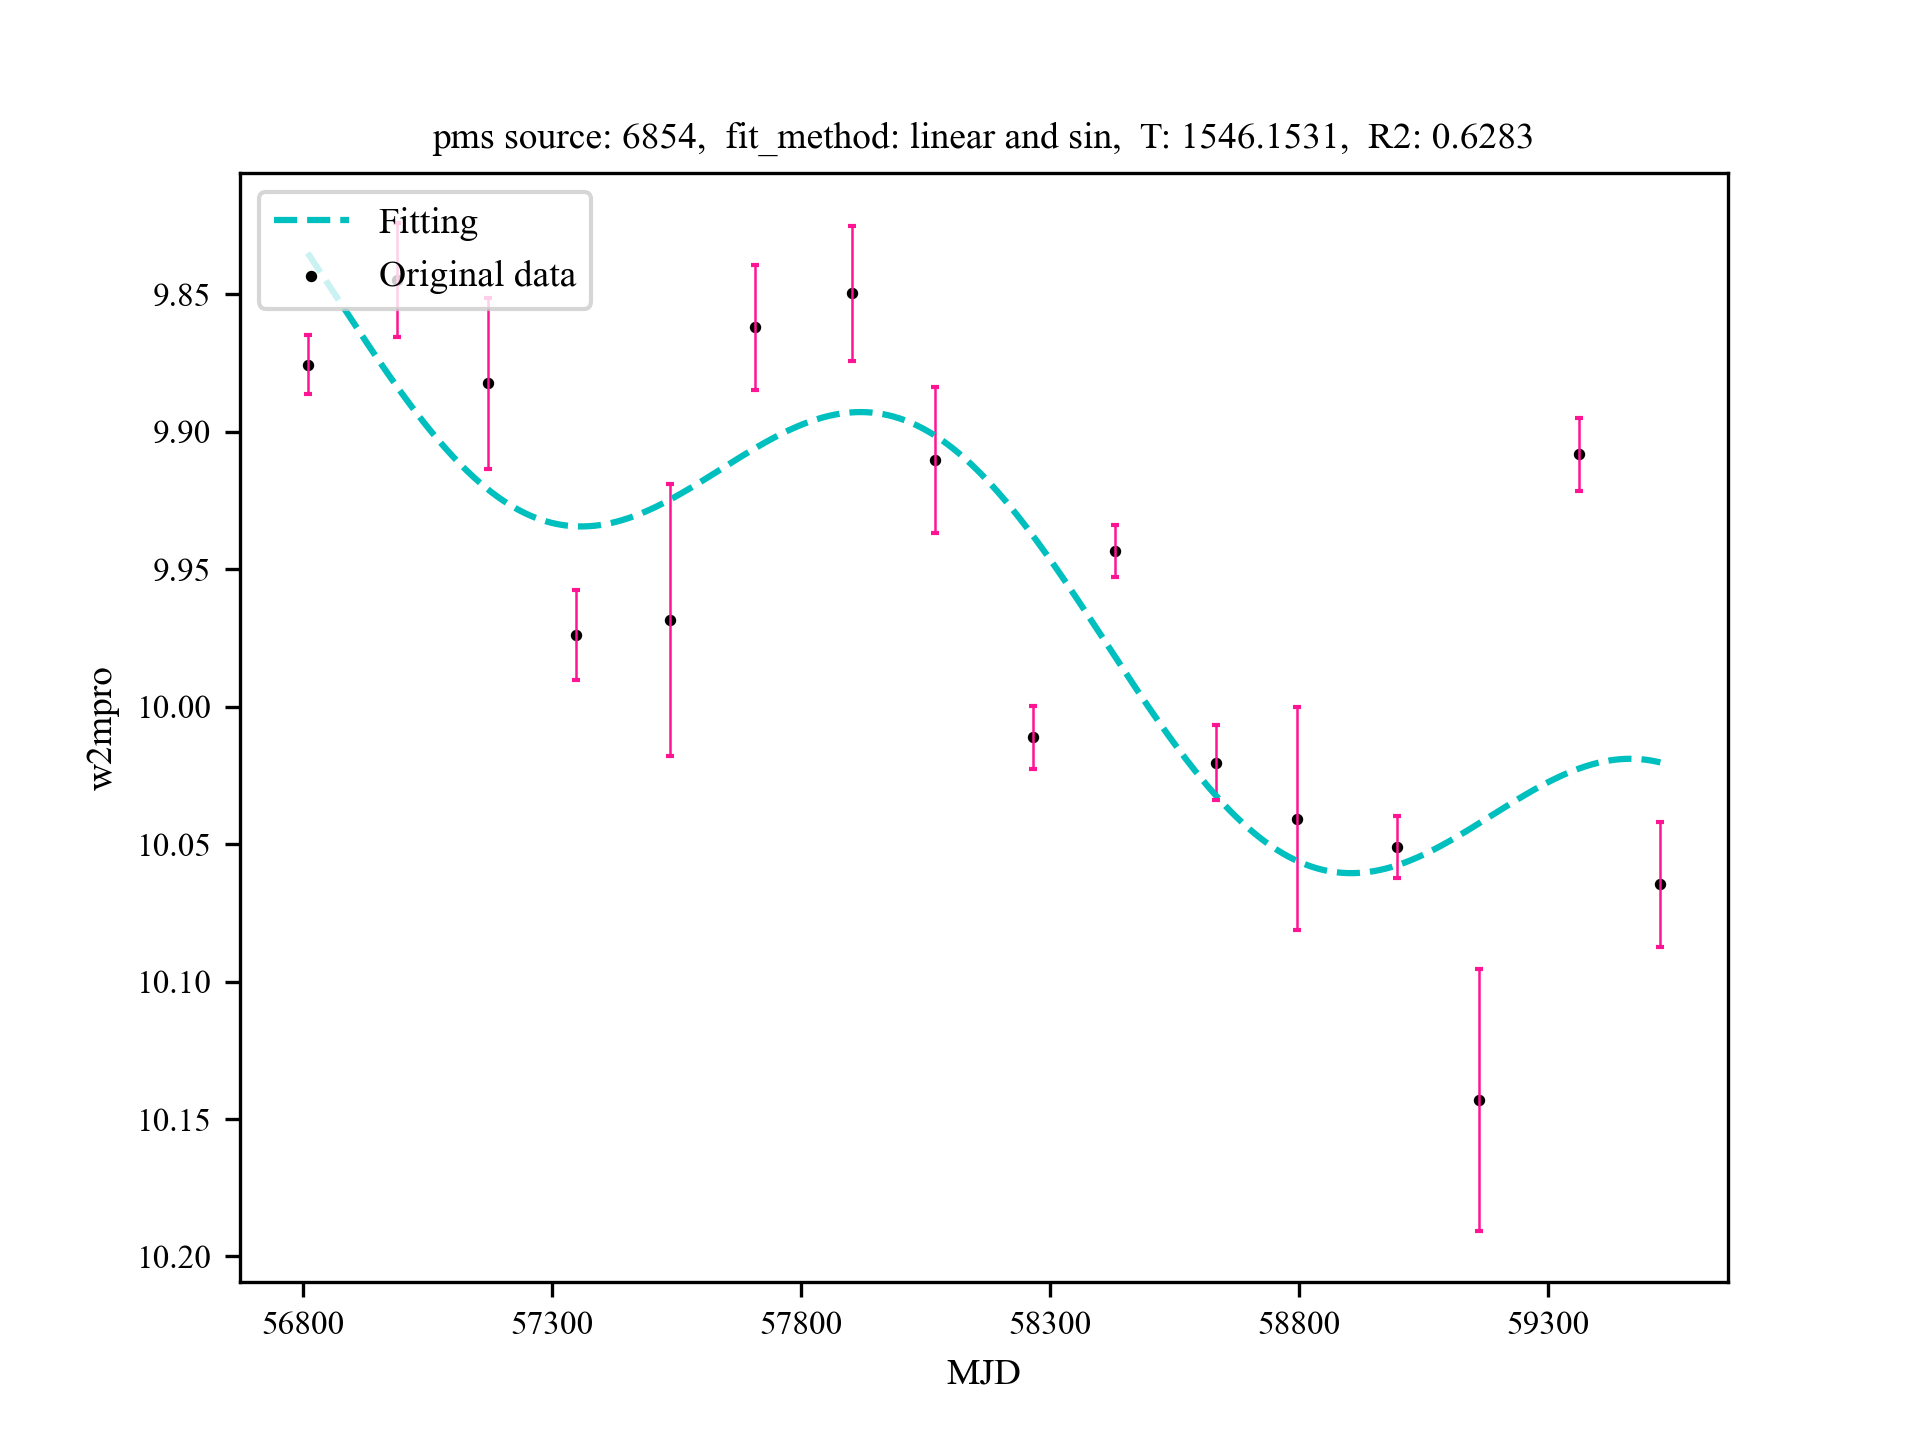 pms source: 6854, fit_method: linear and sin, T: 1546.1531, R2: 0.6283
Fitting
Original data
9.85
9.90
9.95
10.00
10.05
10.10
10.15
10.20
w2mpro
56800 57300 57800 58300 58800 59300
MJD